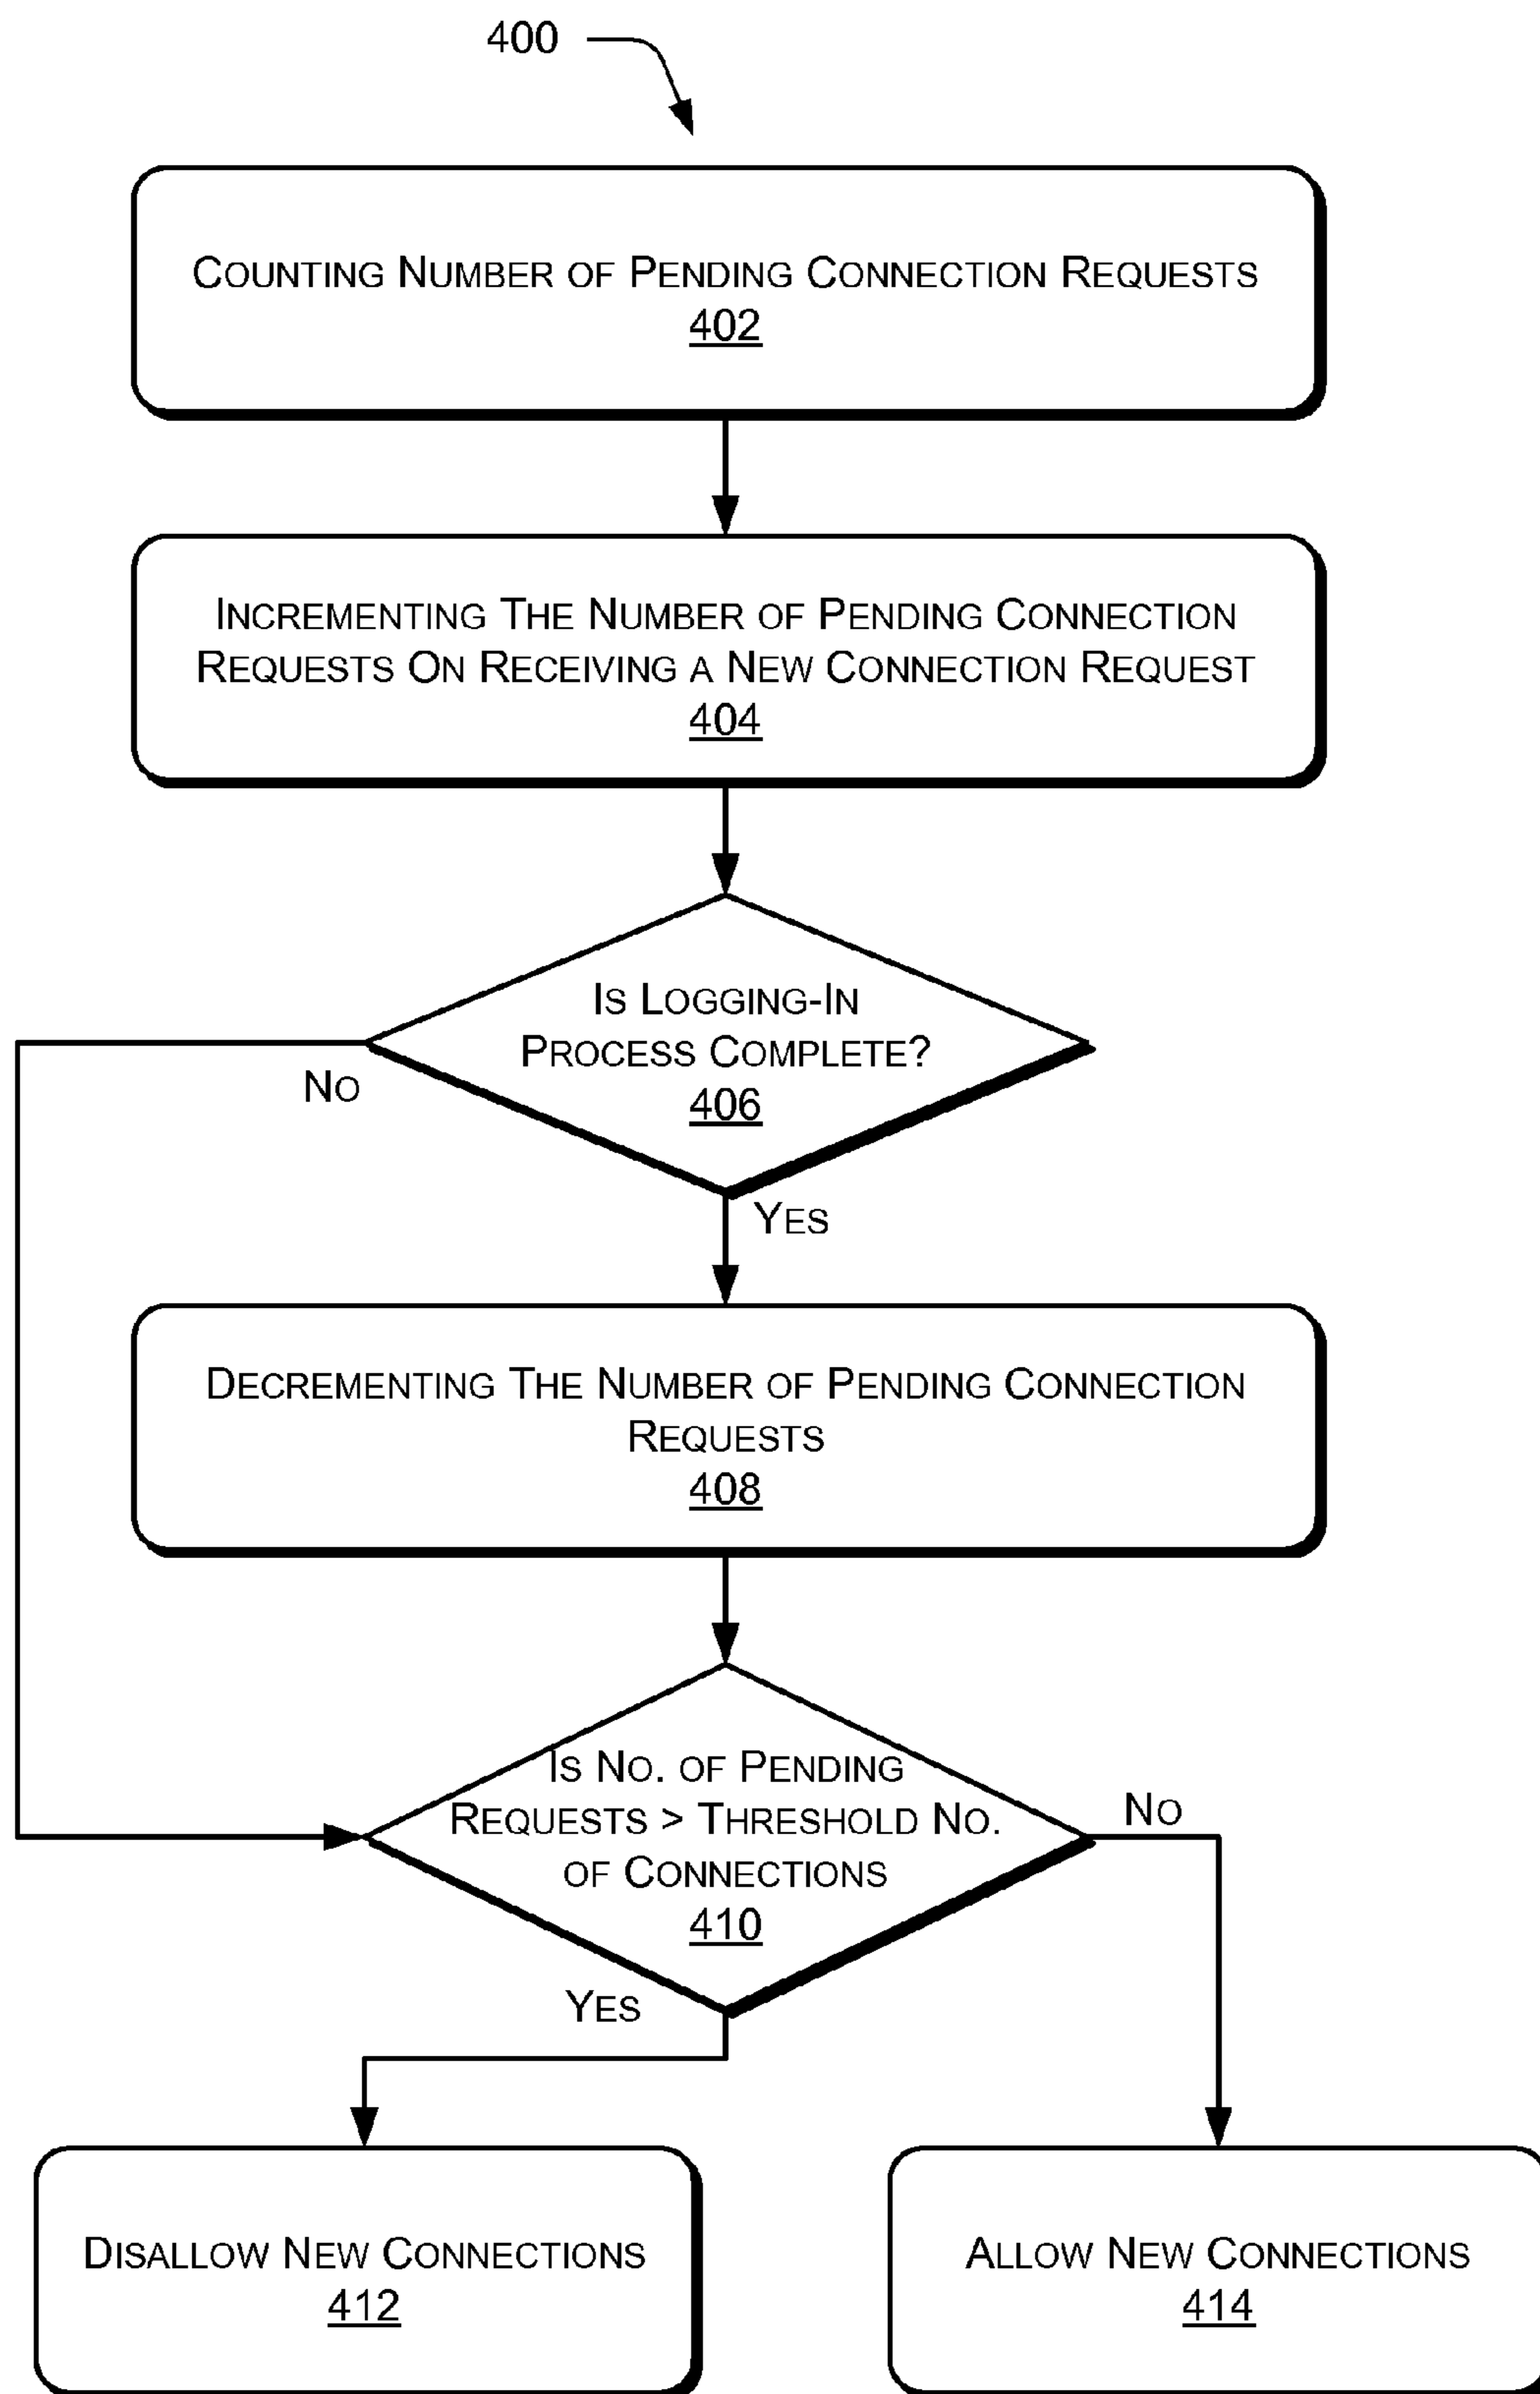 400
COUNTING NUMBER OF PENDING CONNECTION REQUESTS
402
INCREMENTING THE NUMBER OF PENDING CONNECTION
REQUESTS ON RECEIVING A NEW CONNECTION REQUEST
404
IS LOGGING-IN
PROCESS COMPLETE?
406
NO
YES
DECREMENTING THE NUMBER OF PENDING CONNECTION
REQUESTS
408
IS NO. OF PENDING
REQUESTS > THRESHOLD NO.
OF CONNECTIONS
410
NO
YES
DISALLOW NEW CONNECTIONS
412
ALLOW NEW CONNECTIONS
414